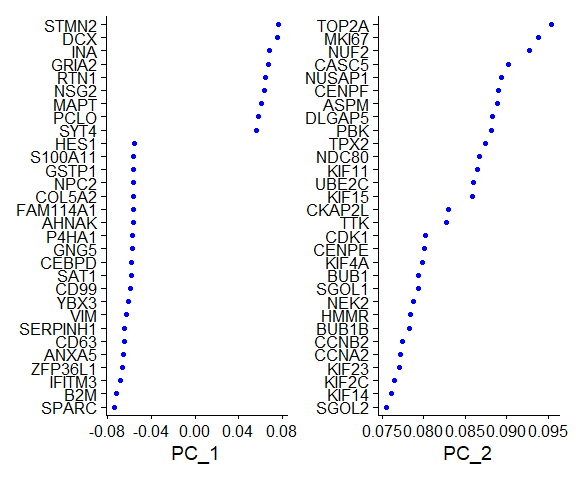 STMN2
DCX
INA
GRIA2
RTN1
NSG2
MAPT
PCLO
SYT4
HES1
S100A11
GSTP1
NPC2
COL5A2
FAM114A1
AHNAK
P4HA1
GNG5
CEBPD
SAT1
CD99
YBX3
VIM
SERPINH1
CD63
ANXA5
ZFP36L1
IFITM3
B2M
SPARC
-0.08 -0.04 0.00 0.04 0.08
PC_1
TOP2A
MKI67
NUF2
CASC5
NUSAP1
CENPF
ASPM
DLGAP5
PBK
TPX2
NDC80
KIF11
UBE2C
KIF15
CKAP2L
TTK
CDK1
CENPE
KIF4A
BUB1
SGOL1
NEK2
HMMR
BUB1B
CCNB2
CCNA2
KIF23
KIF2C
KIF14
SGOL2
0.075 0.080 0.085 0.090 0.095
PC_2